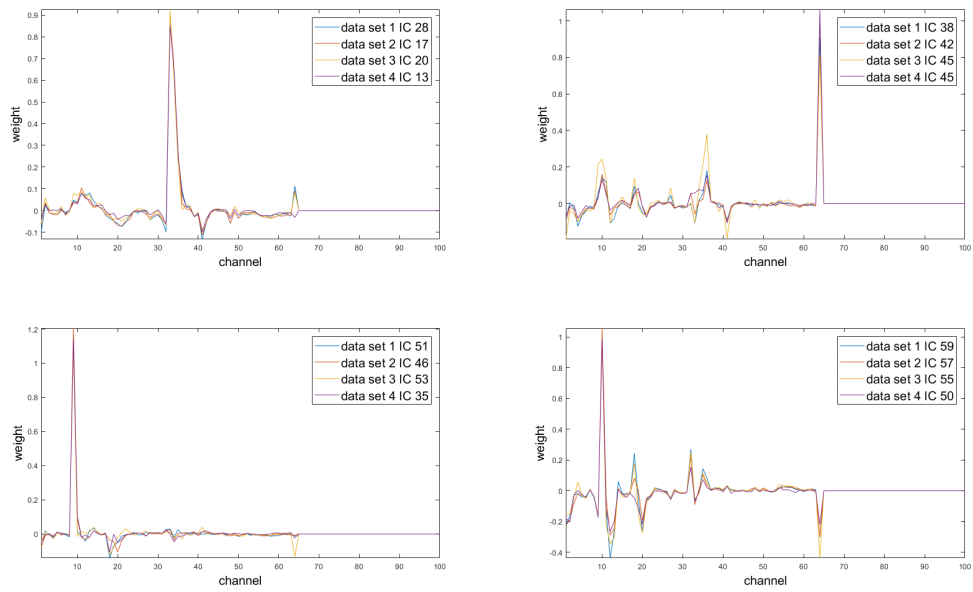 0.9
0.8
0.7
0.6
0.5
0.4
0.3
0.2
0.1
0
-0.1
weight
10 20 30 40 50 60 70 80 90 100
channel
data set 1 IC 28
data set 2 IC 17
data set 3 IC 20
data set 4 IC 13
1
0.8
0.6
0.4
0.2
0
weight
10 20 30 40 50 60 70 80 90 100
channel
data set 1 IC 38
data set 2 IC 42
data set 3 IC 45
data set 4 IC 45
1.2
1
0.8
0.6
0.4
0.2
0
weight
10 20 30 40 50 60 70 80 90 100
channel
data set 1 IC 51
data set 2 IC 46
data set 3 IC 53
data set 4 IC 35
1
0.8
0.6
0.4
0.2
0
-0.2
-0.4
weight
10 20 30 40 50 60 70 80 90 100
channel
data set 1 IC 59
data set 2 IC 57
data set 3 IC 55
data set 4 IC 50